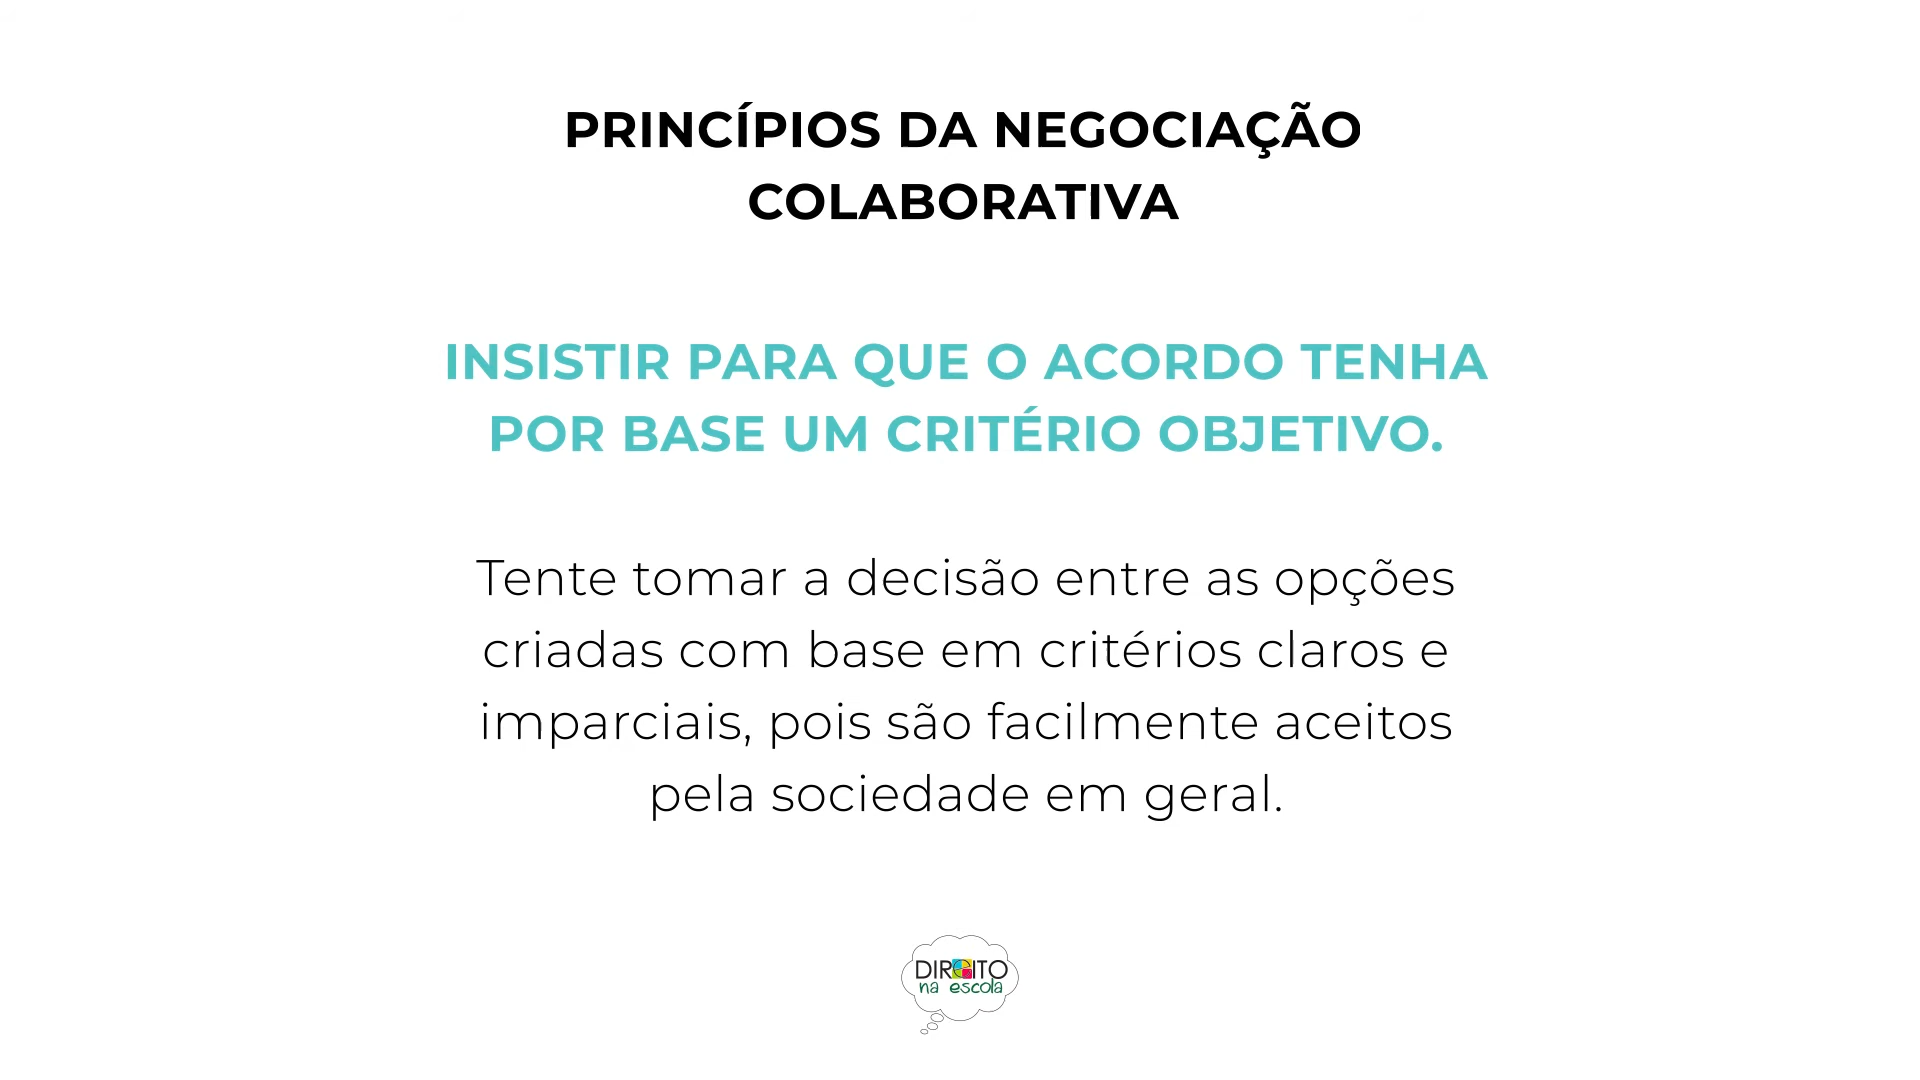 PRINCÍPIOS DA NEGOCIAÇÃO
COLABORATIVA
INSISTIR PARA QUE O ACORDO TENHA
POR BASE UM CRITÉRIO OBJETIVO.
Tente tomar a decisão entre as opções
criadas com base em critérios claros e
imparciais, pois são facilmente aceitos
pela sociedade em geral.
DIREITO
na escola